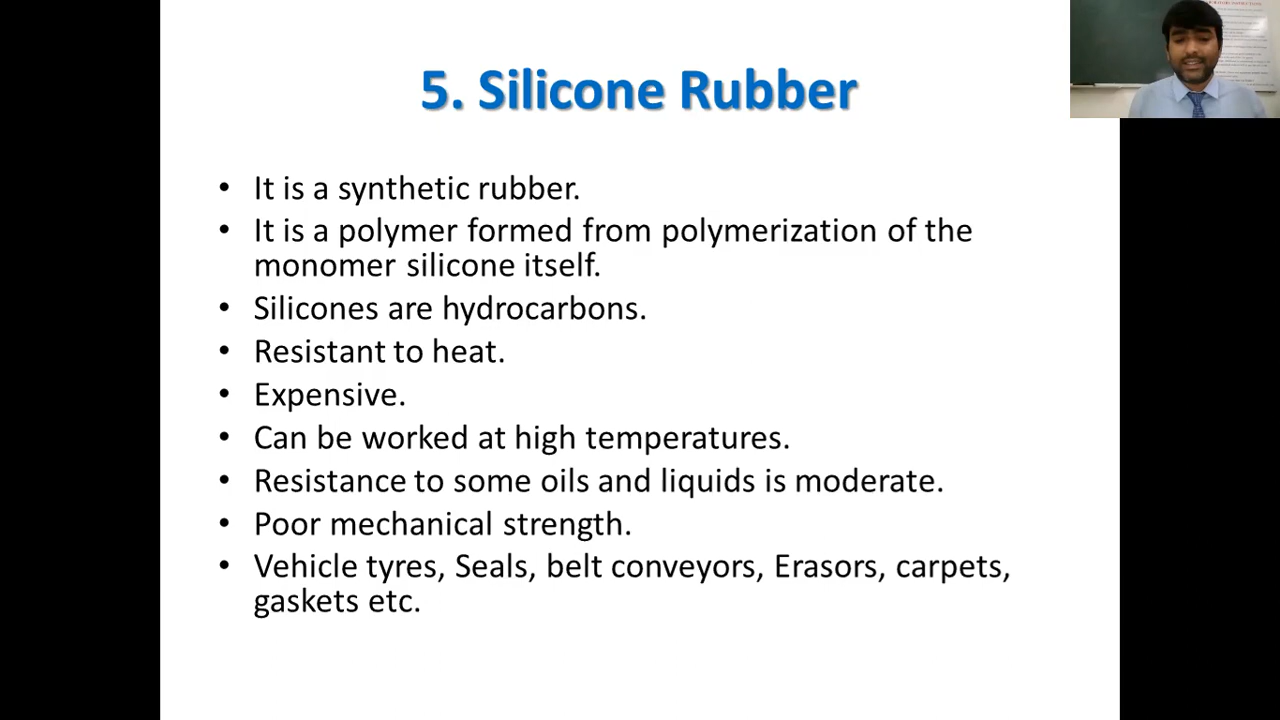 5. Silicone Rubber
• It is a synthetic rubber.
• It is a polymer formed from polymerization of the
monomer silicone itself.
• Silicones are hydrocarbons.
• Resistant to heat.
• Expensive.
• Can be worked at high temperatures.
• Resistance to some oils and liquids is moderate.
• Poor mechanical strength.
• Vehicle tyres, Seals, belt conveyors, Erasors, carpets,
gaskets etc.